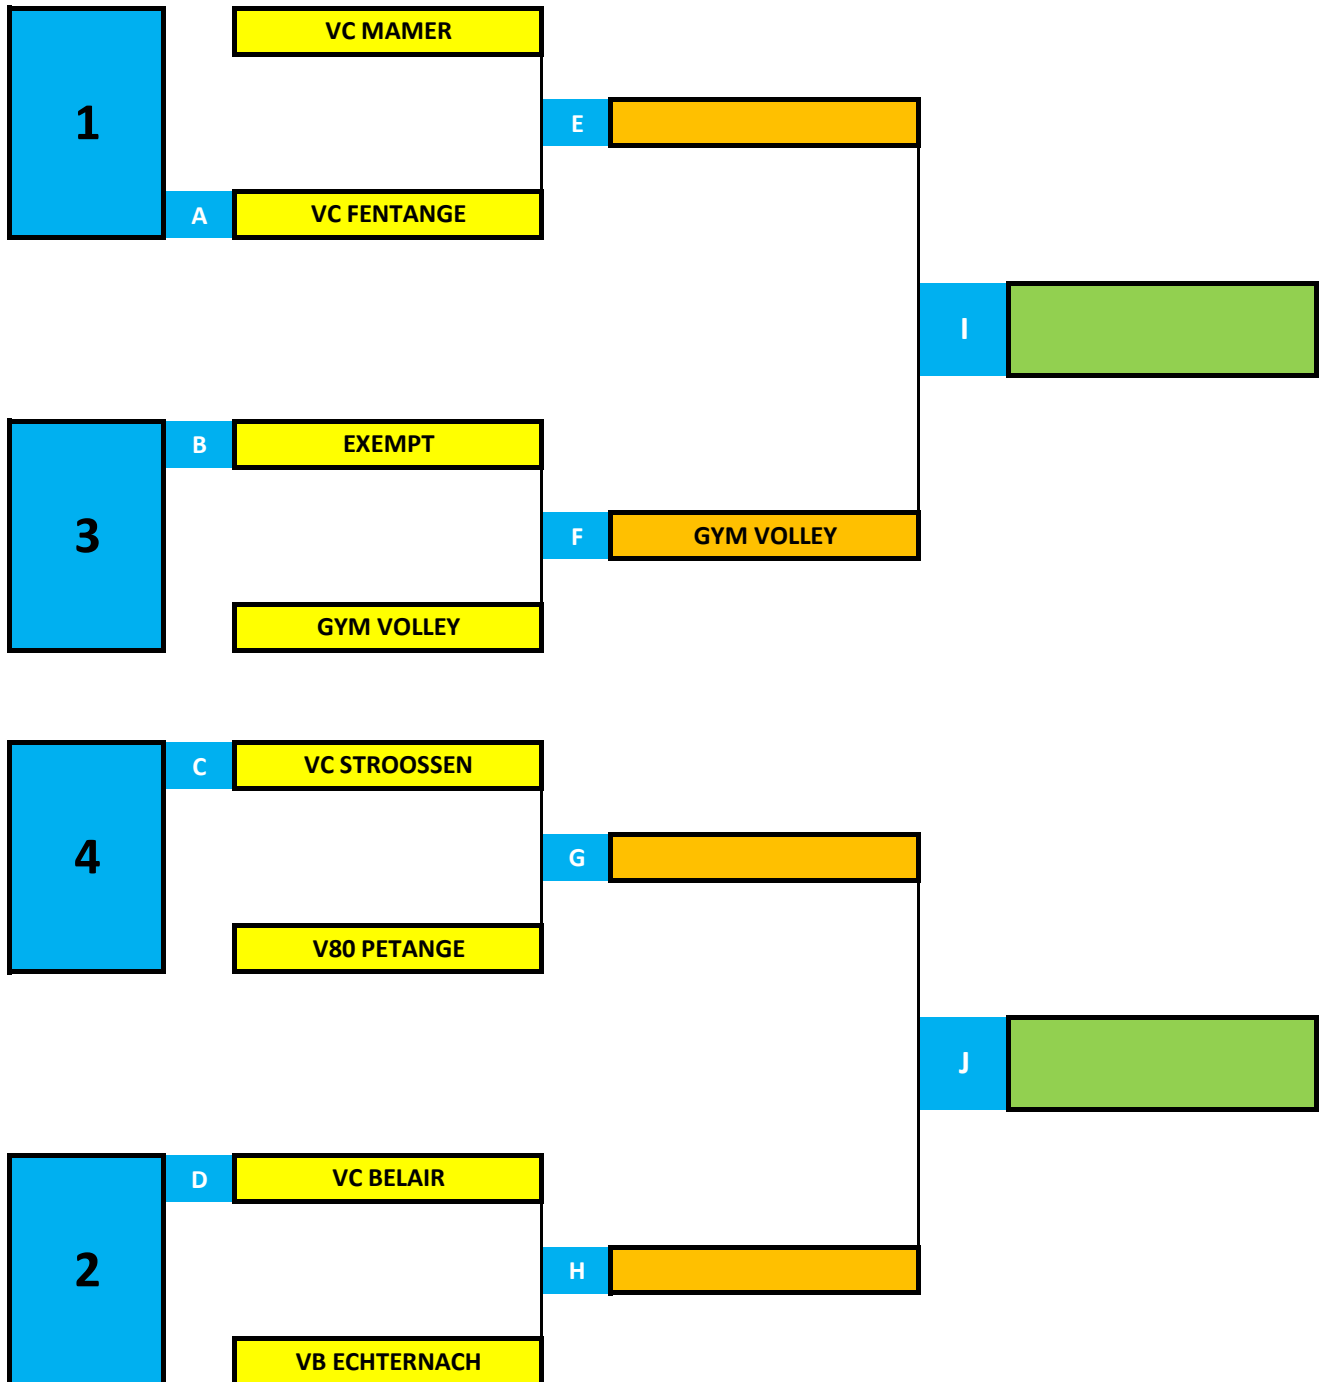 VC MAMER
1
E
A
VC FENTANGE
I
B
EXEMPT
3
F
GYM VOLLEY
GYM VOLLEY
C
VC STROOSSEN
4
G
V80 PETANGE
J
D
VC BELAIR
2
H
VB ECHTERNACH